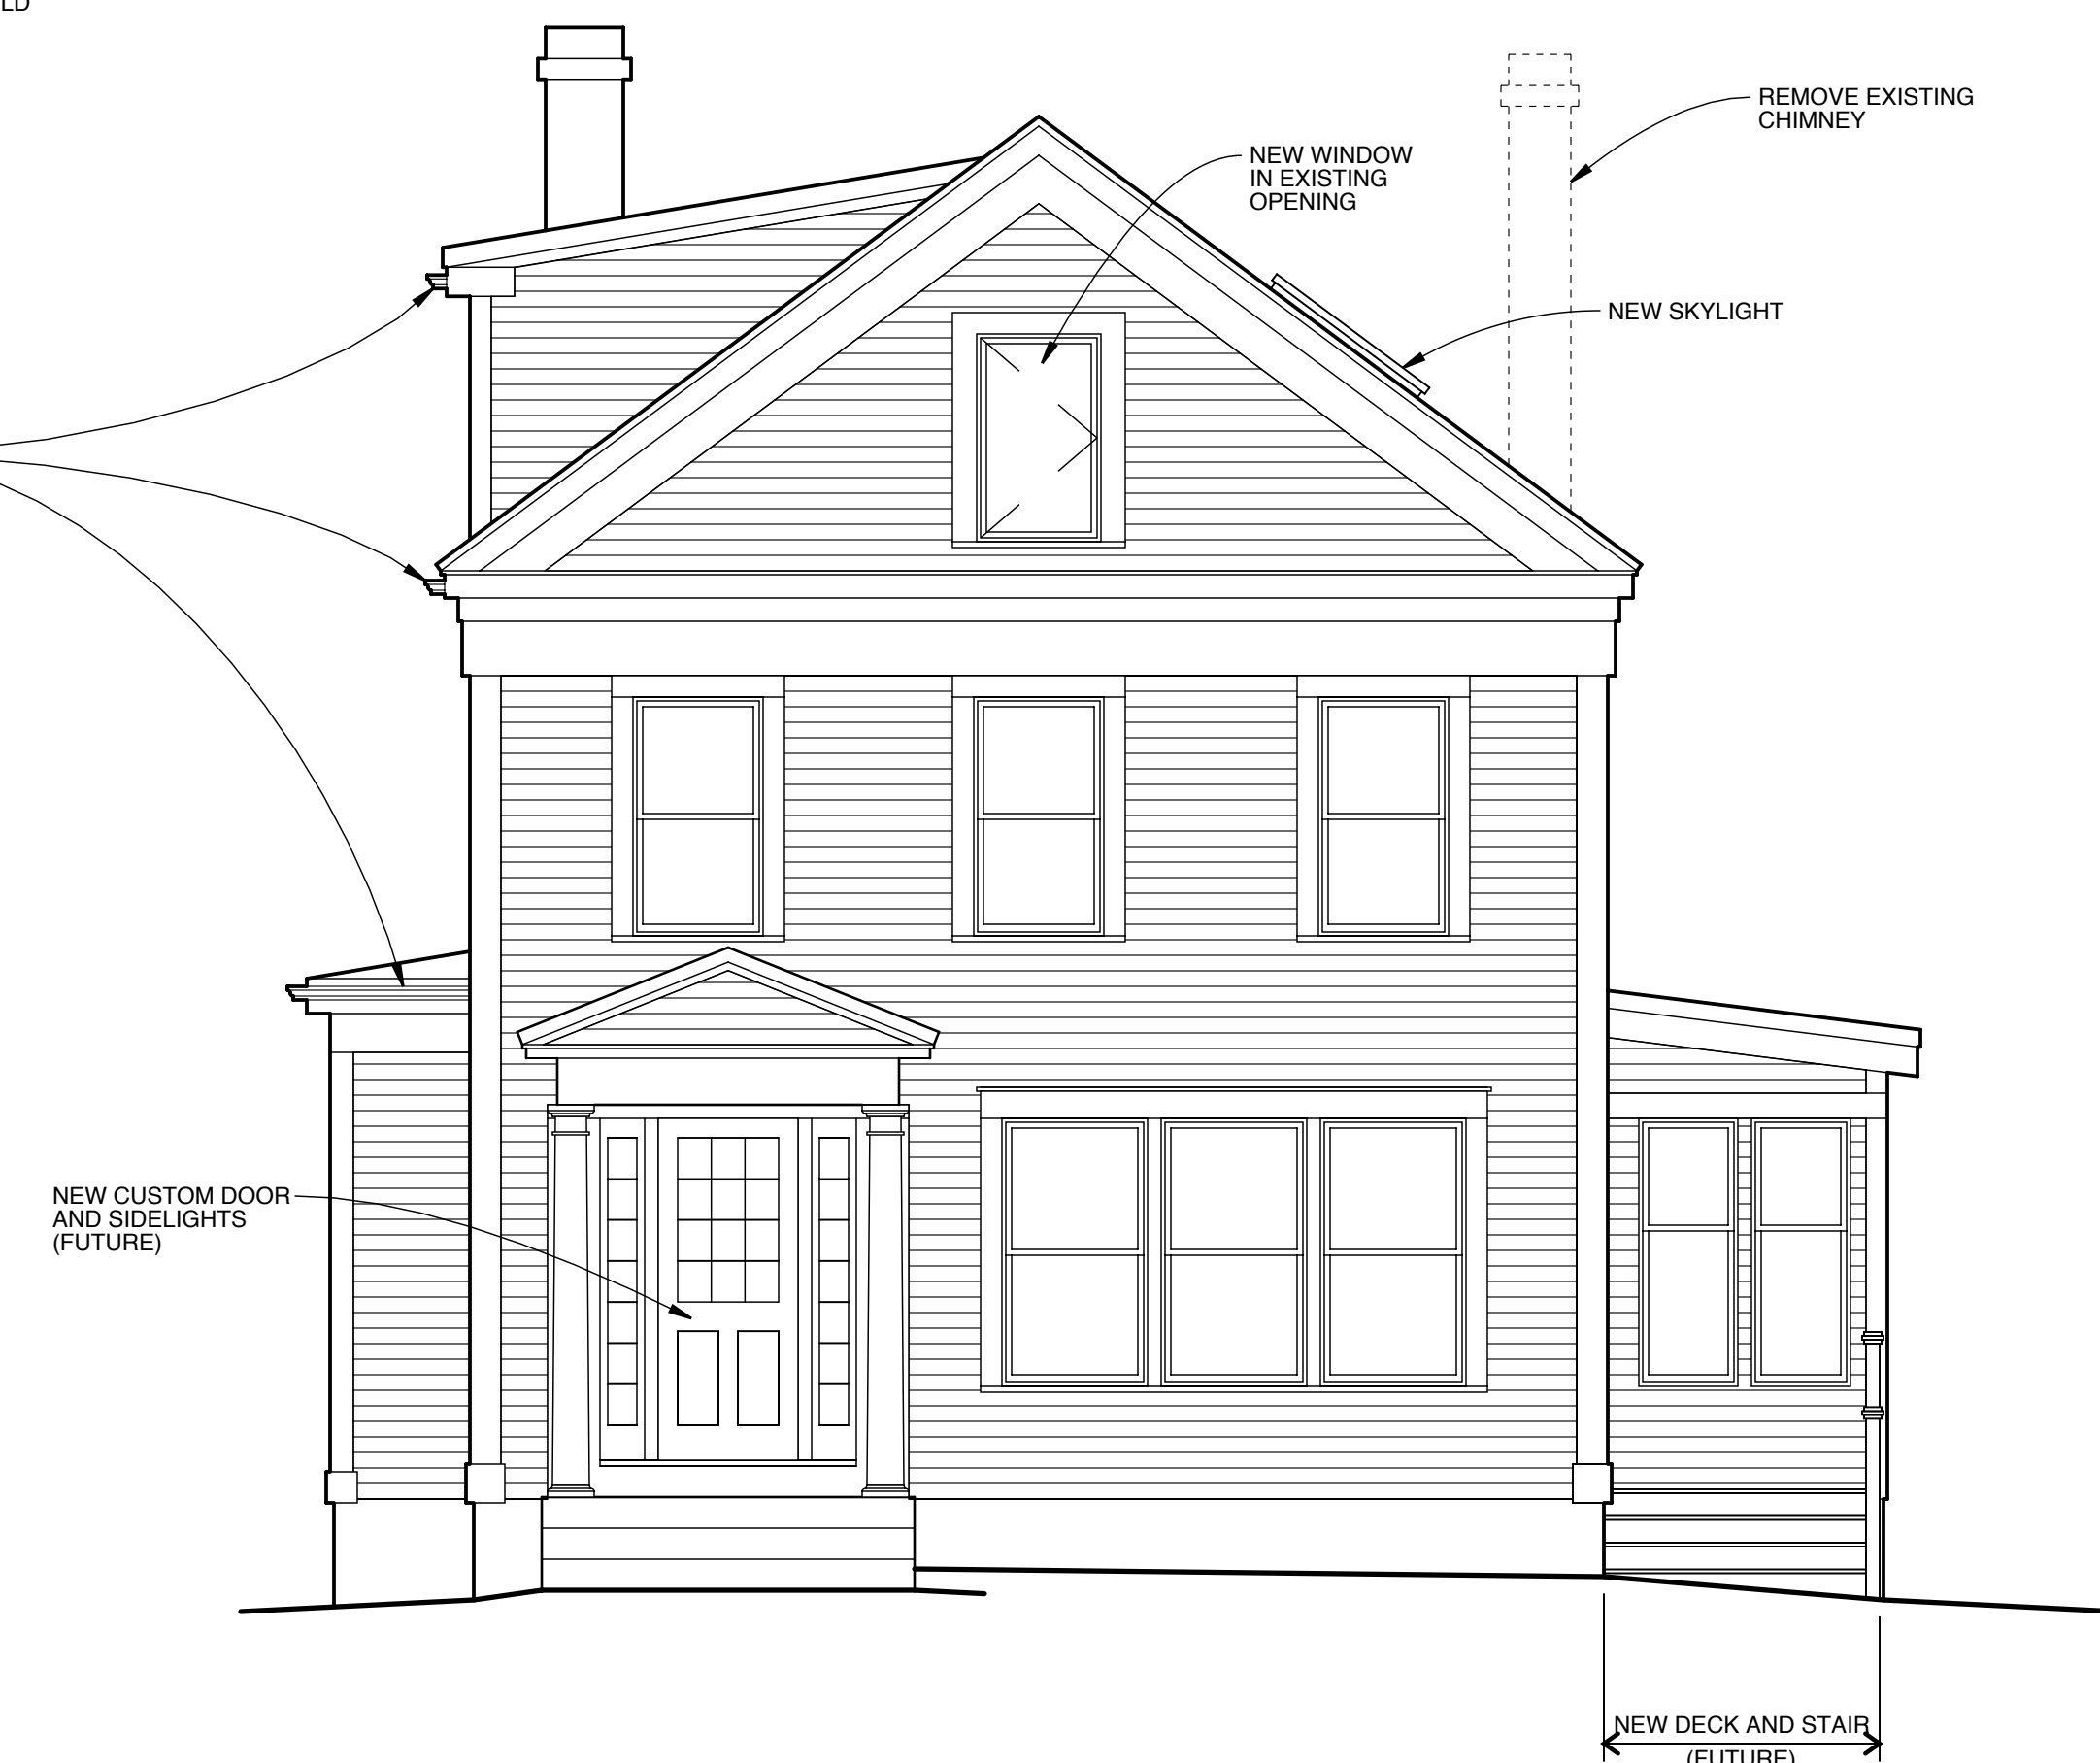 LD
REMOVE EXISTING
CHIMNEY
NEW WINDOW
IN EXISTING
OPENING
NEW SKYLIGHT
NEW CUSTOM DOOR
AND SIDELIGHTS
(FUTURE)
NEW DECK AND STAIR
(FUTURE)